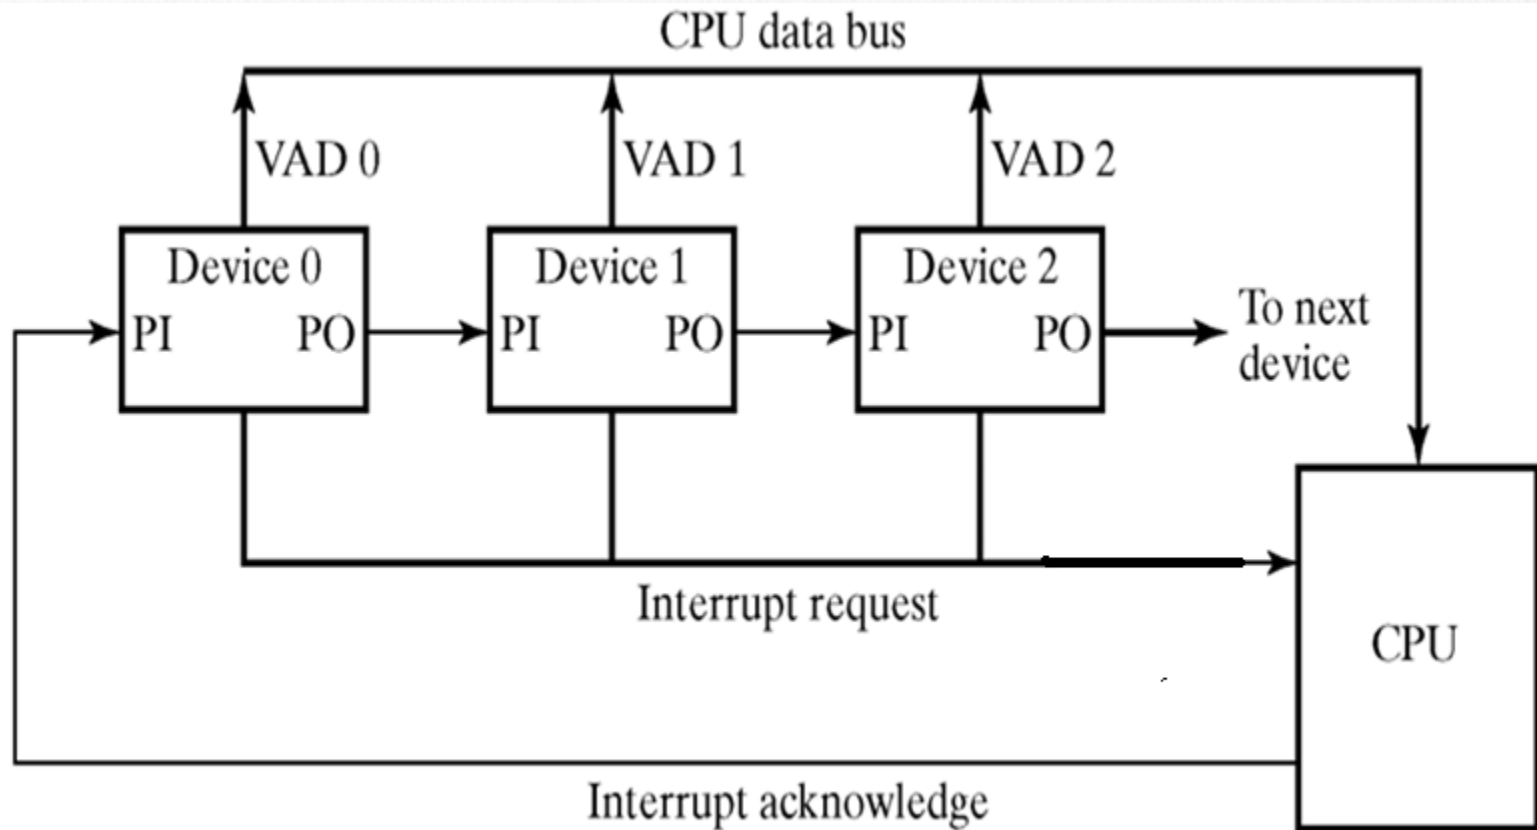 CPU data bus
VAD 0
VAD 1
VAD 2
Device 0
Device 1
Device 2
PI
PO
PI
PO
PI
PO
To next
device
Interrupt request
CPU
Interrupt acknowledge